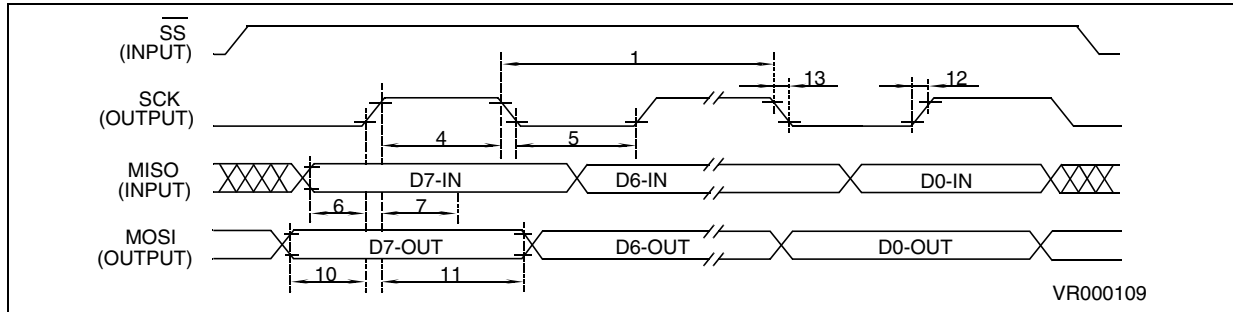 SS
(INPUT)
1
13
12
SCK
(OUTPUT)
4
5
MISO
(INPUT)
D7-IN
D6-IN
D0-IN
6
7
MOSI
(OUTPUT)
D7-OUT
D6-OUT
D0-OUT
10
11
VR000109